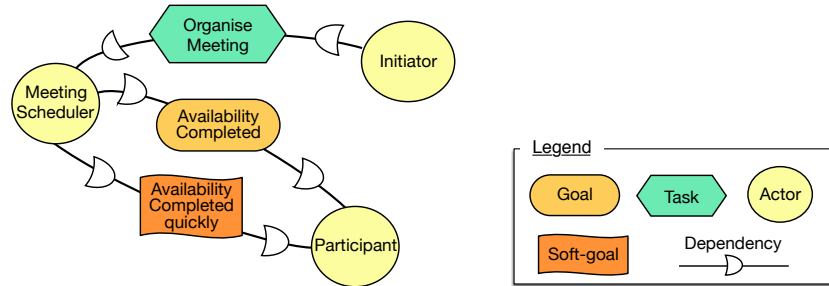 Organise
Meeting
Initiator
Meeting
Scheduler
Availability
Completed
Availability
Completed
quickly
Participant
Legend
Goal
Task
Actor
Soft-goal
Dependency